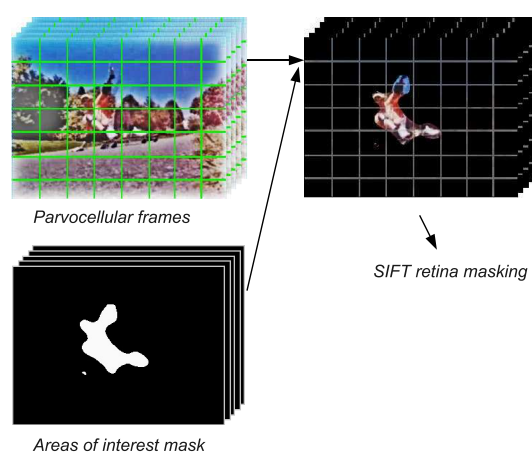 Parvocellular frames
SIFT retina masking
Areas of interest mask